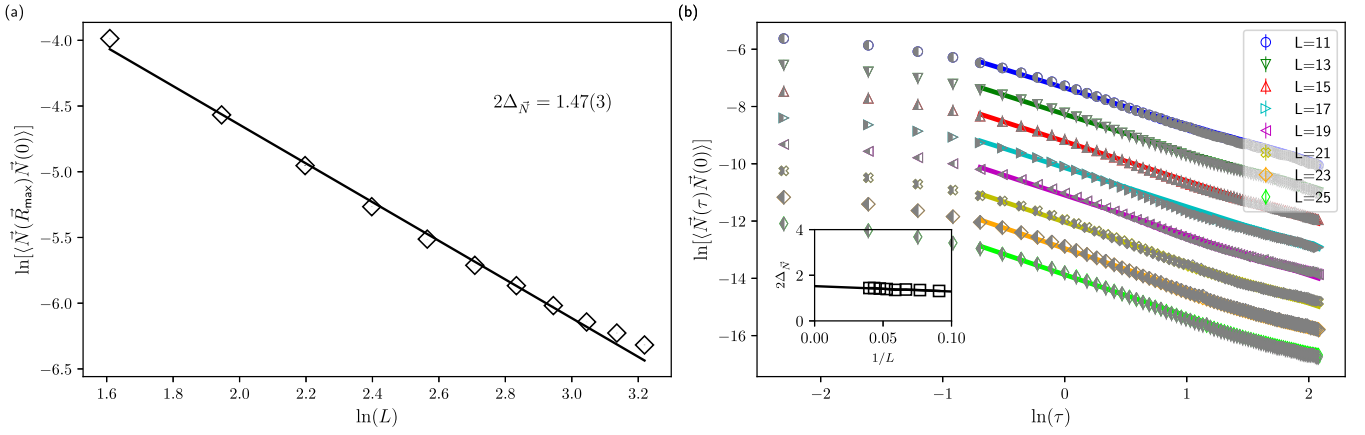 (a)
ln[⟨N⃗(R⃗max)N⃗(0)⟩]
−4.0
−4.5
−5.0
−5.5
−6.0
−6.5
2Δ_N⃗ = 1.47(3)
1.6
1.8
2.0
2.2
2.4
2.6
2.8
3.0
3.2
ln(L)
(b)
ln[⟨N⃗(τ)N⃗(0)⟩]
−6
−8
−10
−12
−14
−16
L=11
L=13
L=15
L=17
L=19
L=21
L=23
L=25
2Δ_N⃗
4
2
0
0.00
0.05
0.10
1/L
−2
−1
0
1
2
ln(τ)